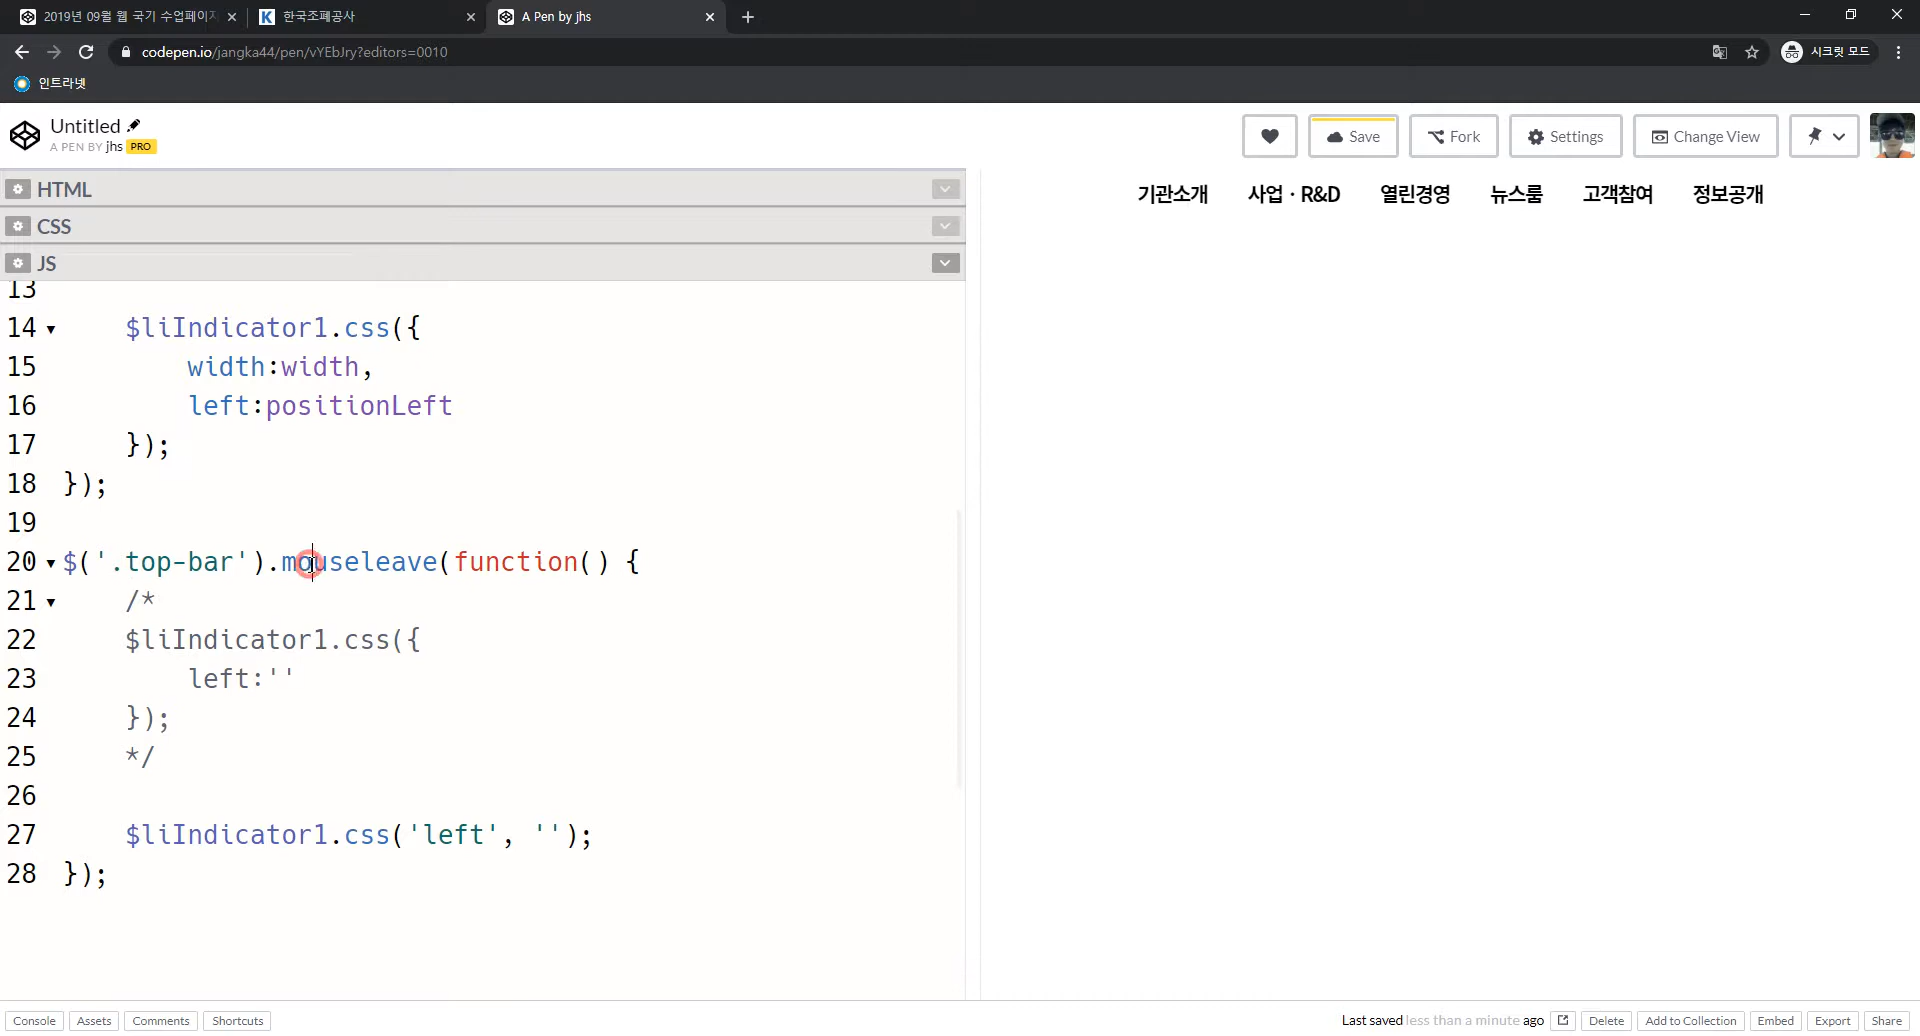 2019년 09월 웹 국기 수업페이지
한국조폐공사
A Pen by jhs
codepen.io/jangka44/pen/vYEbJry?editors=0010
시크릿 모드
인트라넷
Untitled
A PEN BY jhs PRO
Save
Fork
Settings
Change View
HTML
CSS
JS
기관소개 사업 · R&D 열린경영 뉴스룸 고객참여 정보공개
13
14 $liIndicator1.css({
15 width:width,
16 left:positionLeft
17 });
18 });
19
20 $('.top-bar').mouseleave(function() {
21 /*
22 $liIndicator1.css({
23 left:''
24 });
25 */
26
27 $liIndicator1.css('left', '');
28 });
Console Assets Comments Shortcuts
Last saved less than a minute ago Delete Add to Collection Embed Export Share